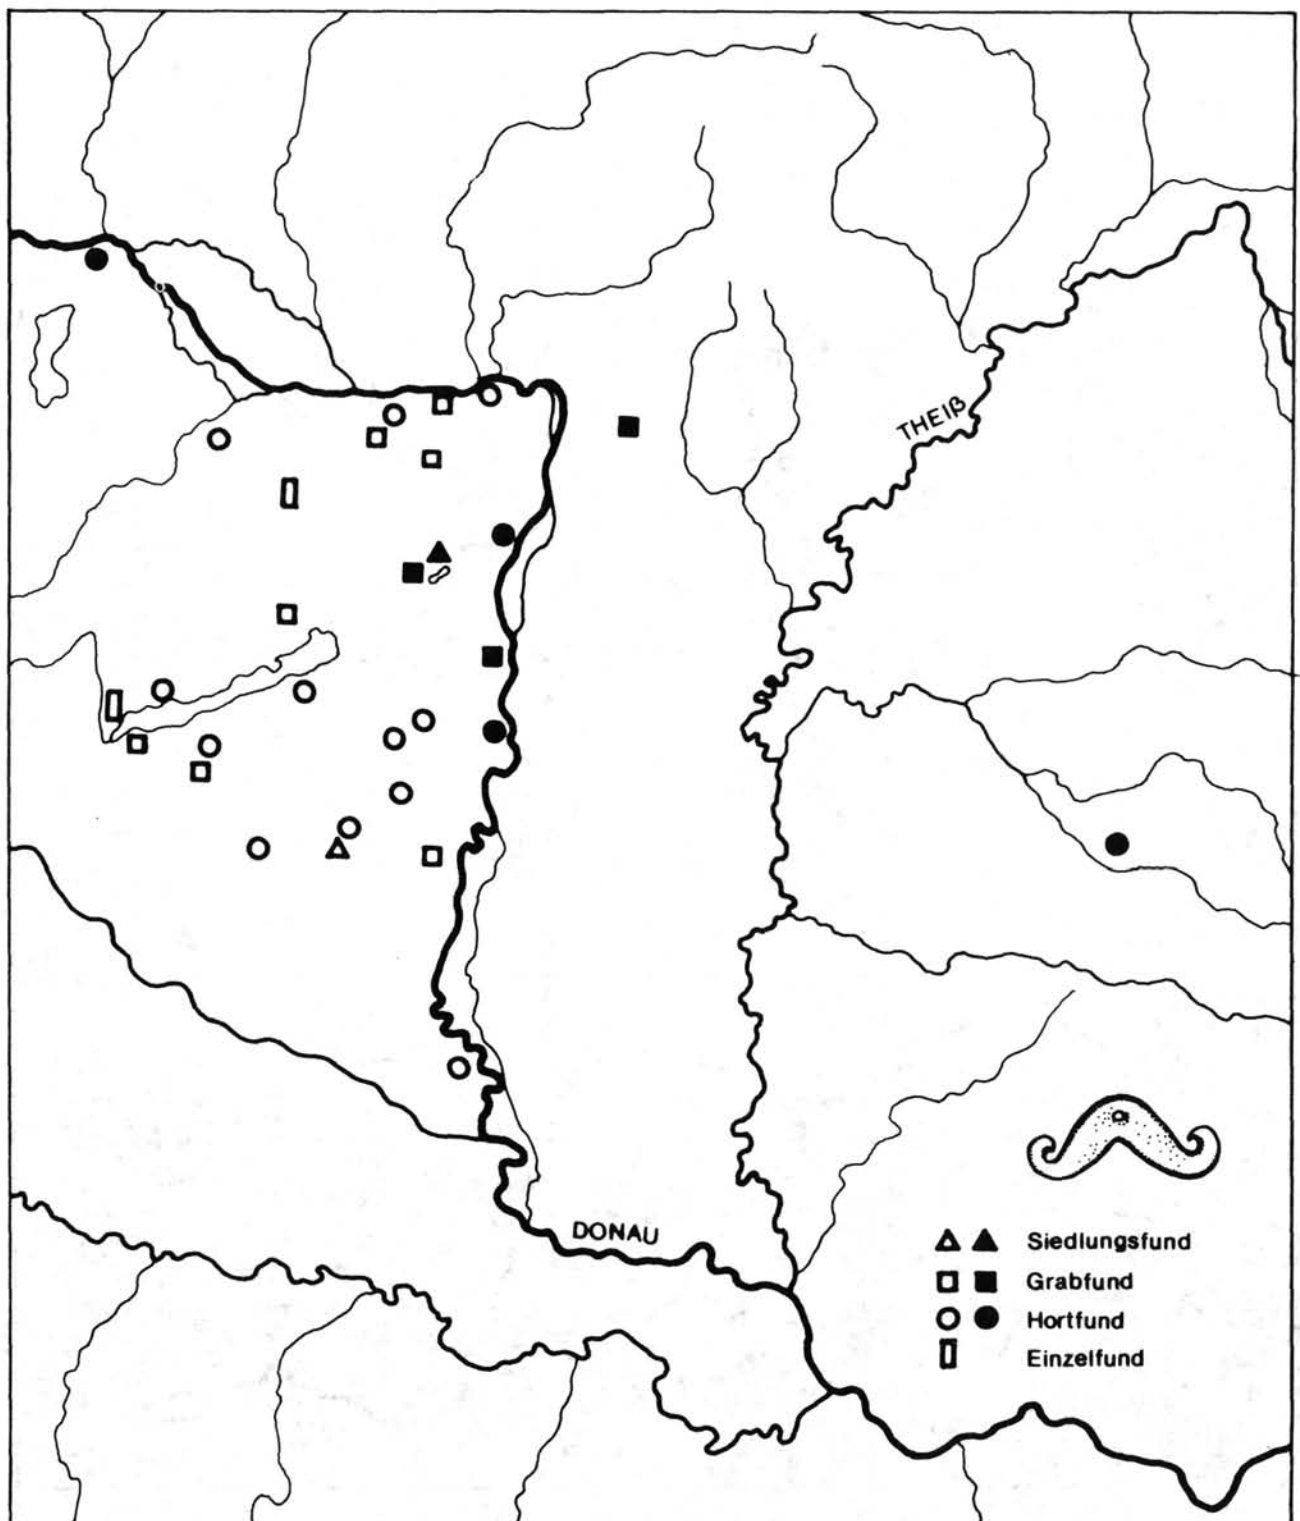 THEIß
DONAU
Siedlungsfund
Grabfund
Hortfund
Einzelfund